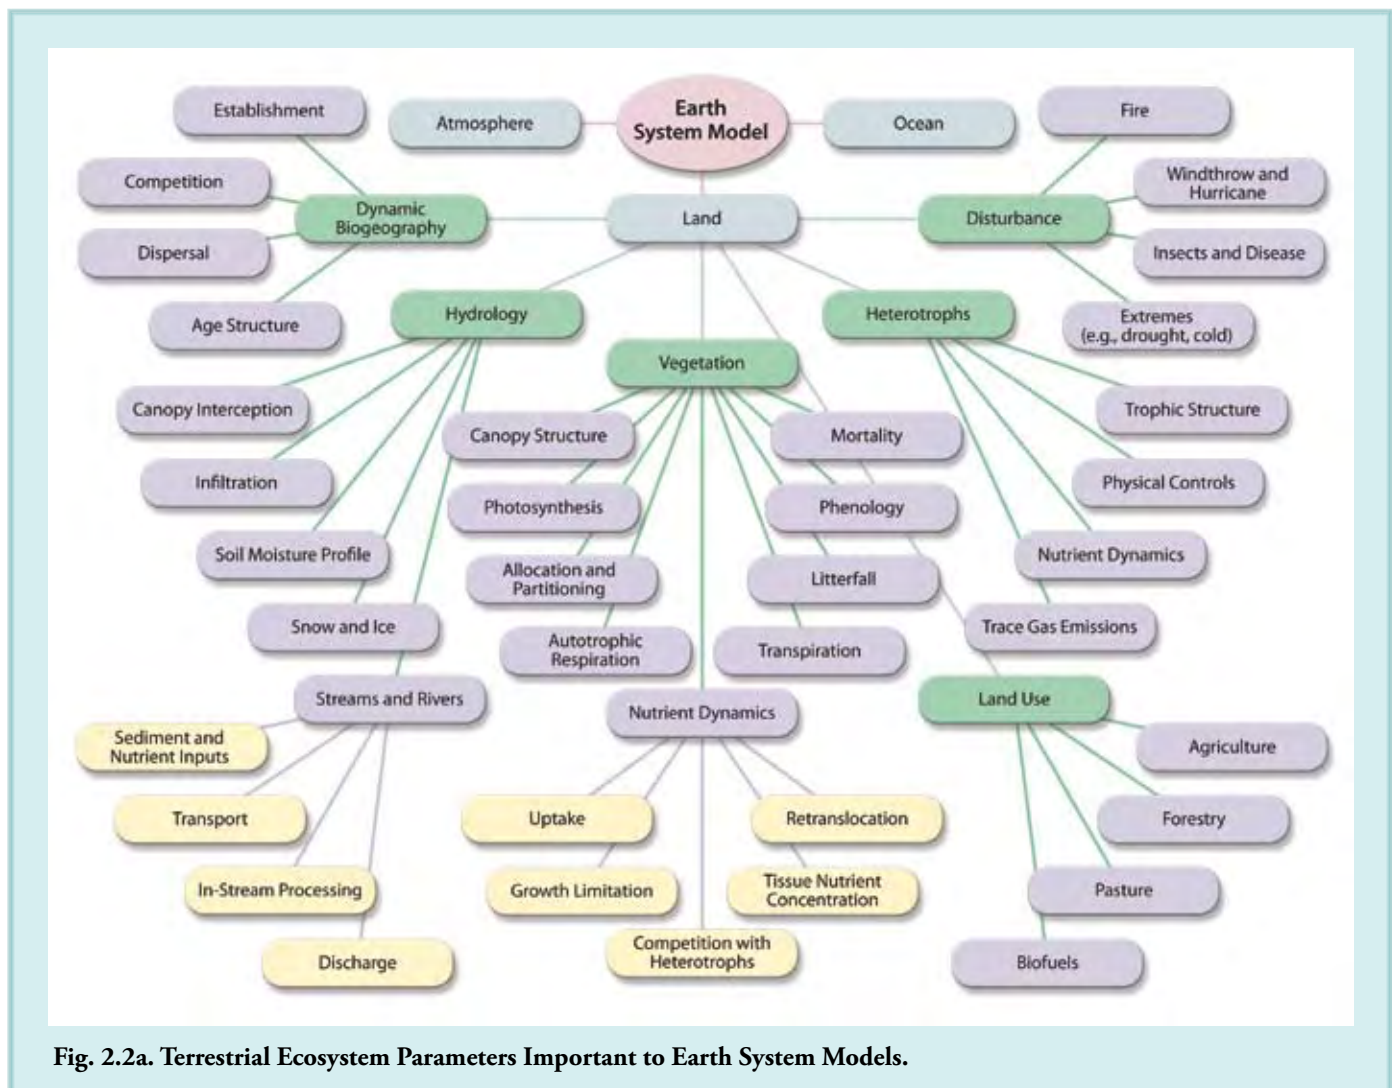 Earth
System Model
Atmosphere
Ocean
Land
Establishment
Competition
Dynamic
Biogeography
Dispersal
Age Structure
Fire
Windthrow and
Hurricane
Disturbance
Insects and Disease
Extremes
(e.g., drought, cold)
Hydrology
Canopy Interception
Infiltration
Soil Moisture Profile
Snow and Ice
Streams and Rivers
Sediment and
Nutrient Inputs
Transport
In-Stream Processing
Discharge
Vegetation
Canopy Structure
Photosynthesis
Allocation and
Partitioning
Autotrophic
Respiration
Mortality
Phenology
Litterfall
Transpiration
Nutrient Dynamics
Uptake
Growth Limitation
Competition with
Heterotrophs
Retranslocation
Tissue Nutrient
Concentration
Heterotrophs
Trophic Structure
Physical Controls
Nutrient Dynamics
Trace Gas Emissions
Land Use
Agriculture
Forestry
Pasture
Biofuels
Fig. 2.2a. Terrestrial Ecosystem Parameters Important to Earth System Models.